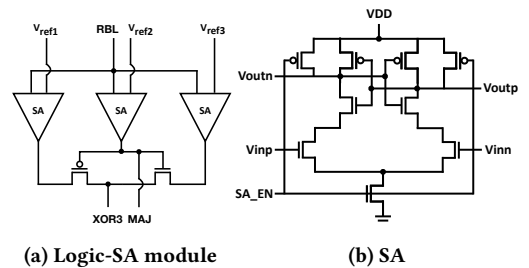 Vref1 RBL Vref2 Vref3
SA SA SA
XOR3 MAJ
(a) Logic-SA module
VDD
Voutn Voutp
Vinp Vinn
SA_EN
(b) SA